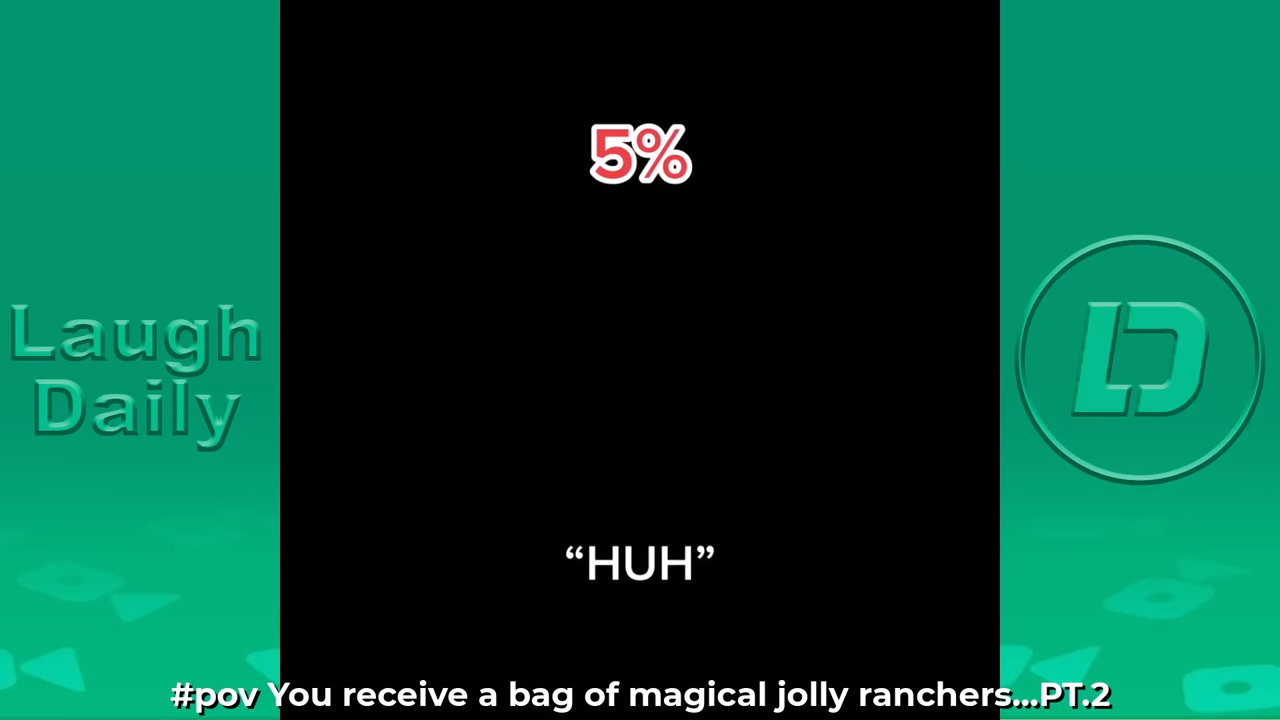 5%
Laugh
Daily
LD
“HUH”
#pov You receive a bag of magical jolly ranchers...PT.2